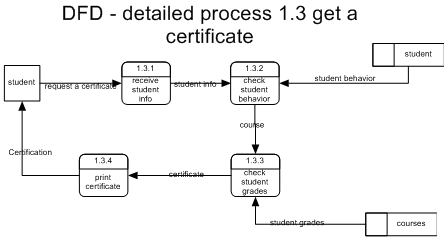 DFD - detailed process 1.3 get a
certificate
student
request a certificate
1.3.1
receive
student
info
student info
1.3.2
check
student
behavior
student behavior
student
course
Certification
1.3.4
print
certificate
certificate
1.3.3
check
student
grades
student grades
courses